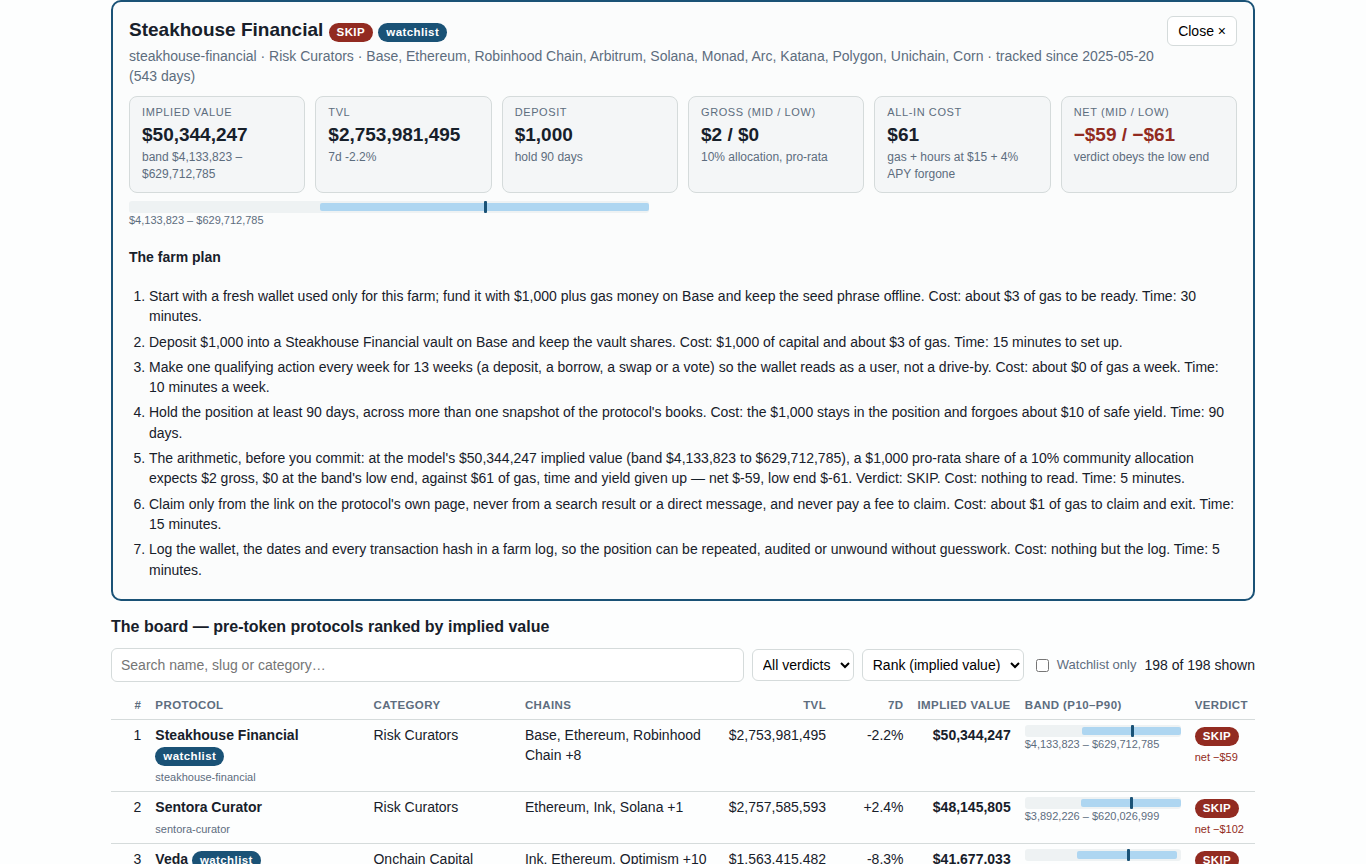 Steakhouse Financial SKIP watchlist
Close ×
steakhouse-financial · Risk Curators · Base, Ethereum, Robinhood Chain, Arbitrum, Solana, Monad, Arc, Katana, Polygon, Unichain, Corn · tracked since 2025-05-20
(543 days)
IMPLIED VALUE
$50,344,247
band $4,133,823 –
$629,712,785
TVL
$2,753,981,495
7d -2.2%
DEPOSIT
$1,000
hold 90 days
GROSS (MID / LOW)
$2 / $0
10% allocation, pro-rata
ALL-IN COST
$61
gas + hours at $15 + 4%
APY forgone
NET (MID / LOW)
−$59 / −$61
verdict obeys the low end
$4,133,823 – $629,712,785
The farm plan
1. Start with a fresh wallet used only for this farm; fund it with $1,000 plus gas money on Base and keep the seed phrase offline. Cost: about $3 of gas to be ready. Time: 30
minutes.
2. Deposit $1,000 into a Steakhouse Financial vault on Base and keep the vault shares. Cost: $1,000 of capital and about $3 of gas. Time: 15 minutes to set up.
3. Make one qualifying action every week for 13 weeks (a deposit, a borrow, a swap or a vote) so the wallet reads as a user, not a drive-by. Cost: about $0 of gas a week. Time:
10 minutes a week.
4. Hold the position at least 90 days, across more than one snapshot of the protocol's books. Cost: the $1,000 stays in the position and forgoes about $10 of safe yield. Time: 90
days.
5. The arithmetic, before you commit: at the model's $50,344,247 implied value (band $4,133,823 to $629,712,785), a $1,000 pro-rata share of a 10% community allocation
expects $2 gross, $0 at the band's low end, against $61 of gas, time and yield given up — net $-59, low end $-61. Verdict: SKIP. Cost: nothing to read. Time: 5 minutes.
6. Claim only from the link on the protocol's own page, never from a search result or a direct message, and never pay a fee to claim. Cost: about $1 of gas to claim and exit. Time:
15 minutes.
7. Log the wallet, the dates and every transaction hash in a farm log, so the position can be repeated, audited or unwound without guesswork. Cost: nothing but the log. Time: 5
minutes.
The board — pre-token protocols ranked by implied value
Search name, slug or category… All verdicts Rank (implied value) Watchlist only 198 of 198 shown
# PROTOCOL CATEGORY CHAINS TVL 7D IMPLIED VALUE BAND (P10–P90) VERDICT
1 Steakhouse Financial Risk Curators Base, Ethereum, Robinhood $2,753,981,495 -2.2% $50,344,247 SKIP
watchlist Chain +8 $4,133,823 – $629,712,785 net −$59
steakhouse-financial
2 Sentora Curator Risk Curators Ethereum, Ink, Solana +1 $2,757,585,593 +2.4% $48,145,805 SKIP
sentora-curator $3,892,226 – $620,026,999 net −$102
3 Veda watchlist Onchain Capital Ink, Ethereum, Optimism +10 $1,563,415,482 -8.3% $41,677,033 SKIP